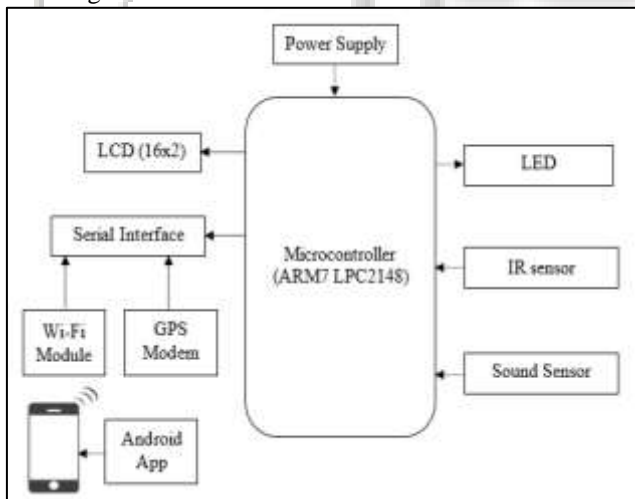 Power Supply
LCD (16x2)
LED
Serial Interface
Microcontroller
(ARM7 LPC2148)
IR sensor
Wi-Fi
Module
GPS
Modem
Sound Sensor
Android
App